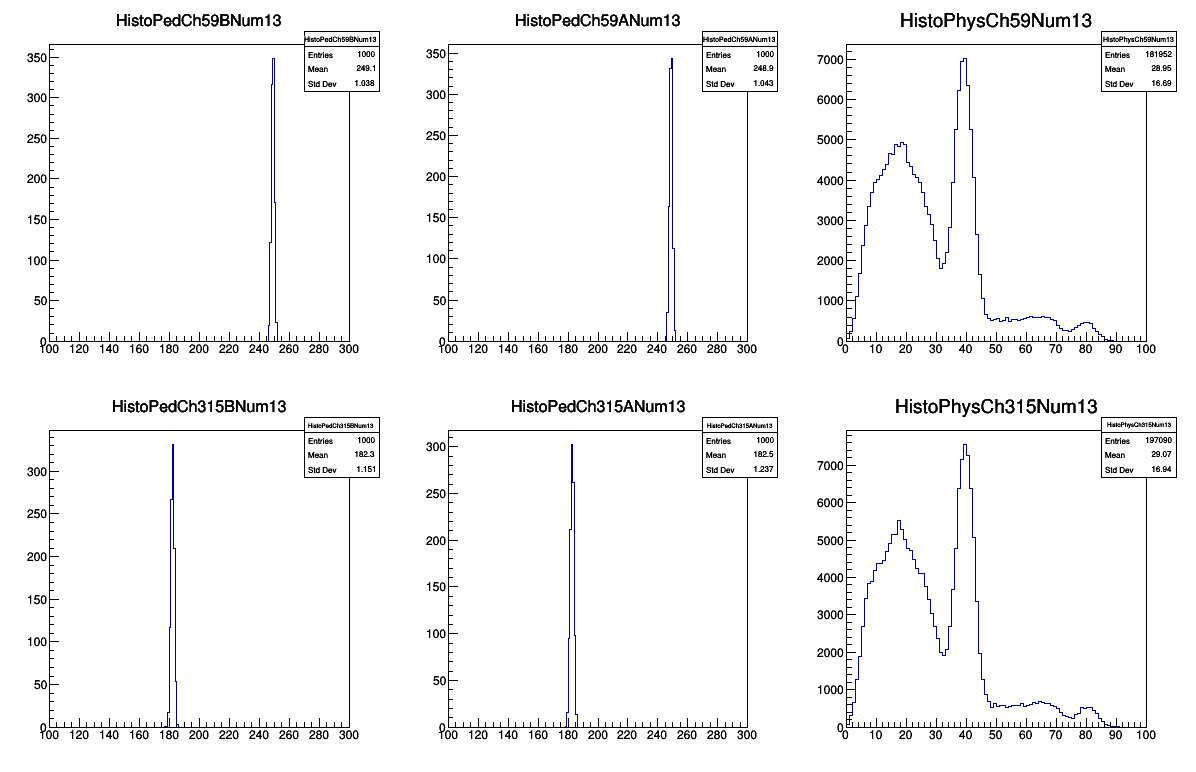 HistoPedCh59BNum13
HistoPedCh59BNum13
Entries 1000
Mean 249.1
Std Dev 1.038
350
300
250
200
150
100
50
0
100 120 140 160 180 200 220 240 260 280 300
HistoPedCh59ANum13
HistoPedCh59ANum13
Entries 1000
Mean 248.9
Std Dev 1.043
350
300
250
200
150
100
50
0
100 120 140 160 180 200 220 240 260 280 300
HistoPhysCh59Num13
HistoPhysCh59Num13
Entries 181952
Mean 28.95
Std Dev 16.69
7000
6000
5000
4000
3000
2000
1000
0
0 10 20 30 40 50 60 70 80 90 100
HistoPedCh315BNum13
HistoPedCh315BNum13
Entries 1000
Mean 182.3
Std Dev 1.151
300
250
200
150
100
50
0
100 120 140 160 180 200 220 240 260 280 300
HistoPedCh315ANum13
HistoPedCh315ANum13
Entries 1000
Mean 182.5
Std Dev 1.237
300
250
200
150
100
50
0
100 120 140 160 180 200 220 240 260 280 300
HistoPhysCh315Num13
HistoPhysCh315Num13
Entries 197090
Mean 29.07
Std Dev 16.94
7000
6000
5000
4000
3000
2000
1000
0
0 10 20 30 40 50 60 70 80 90 100